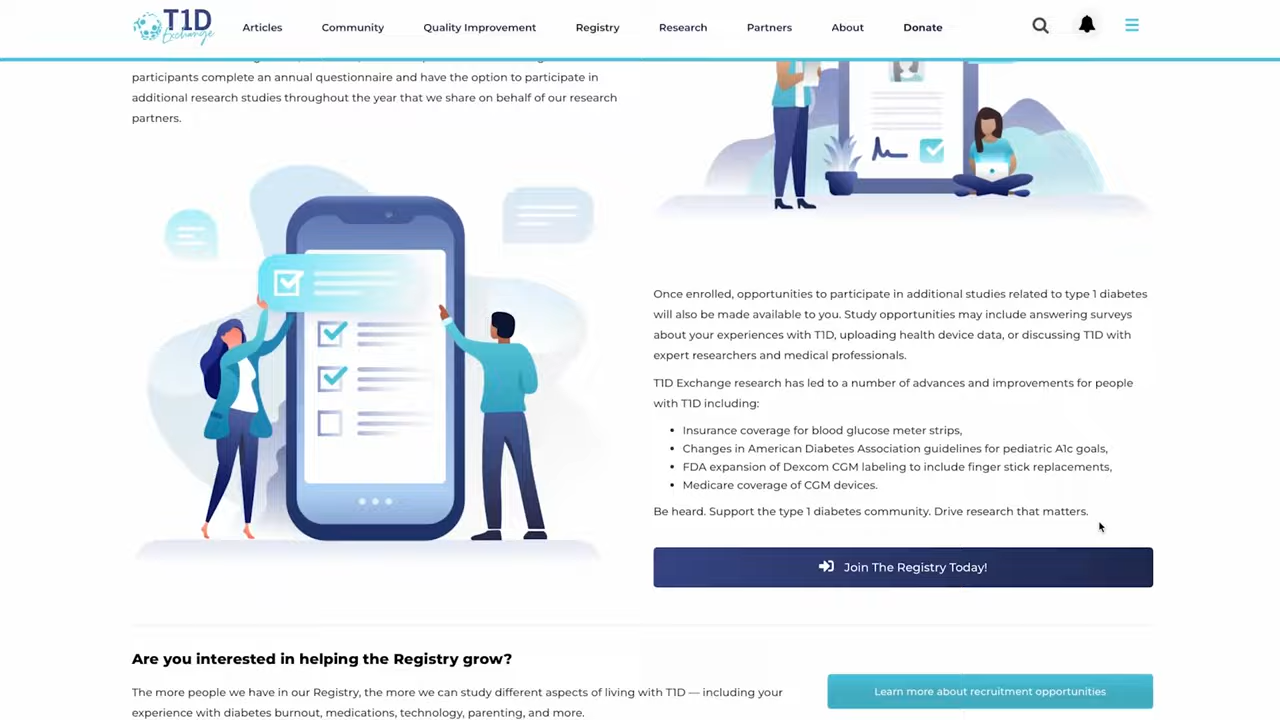 T1D
Exchange
Articles
Community
Quality Improvement
Registry
Research
Partners
About
Donate
participants complete an annual questionnaire and have the option to participate in
additional research studies throughout the year that we share on behalf of our research
partners.
Once enrolled, opportunities to participate in additional studies related to type 1 diabetes
will also be made available to you. Study opportunities may include answering surveys
about your experiences with T1D, uploading health device data, or discussing T1D with
expert researchers and medical professionals.
T1D Exchange research has led to a number of advances and improvements for people
with T1D including:
• Insurance coverage for blood glucose meter strips,
• Changes in American Diabetes Association guidelines for pediatric A1c goals,
• FDA expansion of Dexcom CGM labeling to include finger stick replacements,
• Medicare coverage of CGM devices.
Be heard. Support the type 1 diabetes community. Drive research that matters.
Join The Registry Today!
Are you interested in helping the Registry grow?
The more people we have in our Registry, the more we can study different aspects of living with T1D — including your
experience with diabetes burnout, medications, technology, parenting, and more.
Learn more about recruitment opportunities